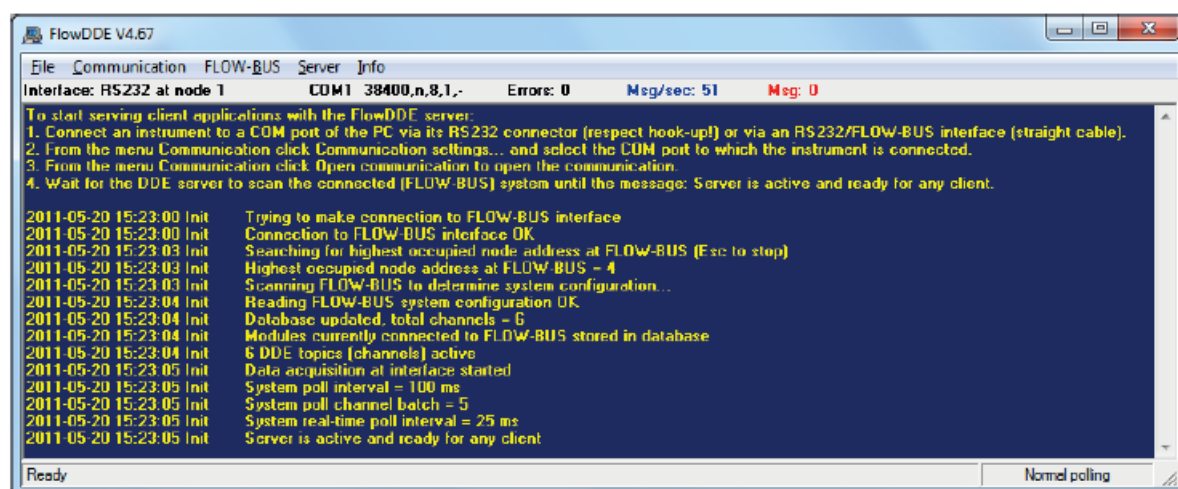 FlowDDE V4.67
File Communication FLOW-BUS Server Info
Interface: RS232 at node 1 COM1 38400,n,8,1,- Errors: 0 Msg/sec: 51 Msg: 0
To start serving client applications with the FlowDDE server:
1. Connect an instrument to a COM port of the PC via its RS232 connector (respect hook-up!) or via an RS232/FLOW-BUS interface (straight cable).
2. From the menu Communication click Communication settings... and select the COM port to which the instrument is connected.
3. From the menu Communication click Open communication to open the communication.
4. Wait for the DDE server to scan the connected (FLOW-BUS) system until the message: Server is active and ready for any client.
2011-05-20 15:23:00 Init Trying to make connection to FLOW-BUS interface
2011-05-20 15:23:00 Init Connection to FLOW-BUS interface OK
2011-05-20 15:23:03 Init Searching for highest occupied node address at FLOW-BUS (Esc to stop)
2011-05-20 15:23:03 Init Highest occupied node address at FLOW-BUS = 4
2011-05-20 15:23:03 Init Scanning FLOW-BUS to determine system configuration...
2011-05-20 15:23:04 Init Reading FLOW-BUS system configuration OK
2011-05-20 15:23:04 Init Database updated, total channels = 6
2011-05-20 15:23:04 Init Modules currently connected to FLOW-BUS stored in database
2011-05-20 15:23:04 Init 6 DDE topics (channels) active
2011-05-20 15:23:05 Init Data acquisition at interface started
2011-05-20 15:23:05 Init System poll interval = 100 ms
2011-05-20 15:23:05 Init System poll channel batch = 5
2011-05-20 15:23:05 Init System real-time poll interval = 25 ms
2011-05-20 15:23:05 Init Server is active and ready for any client
Ready Normal polling